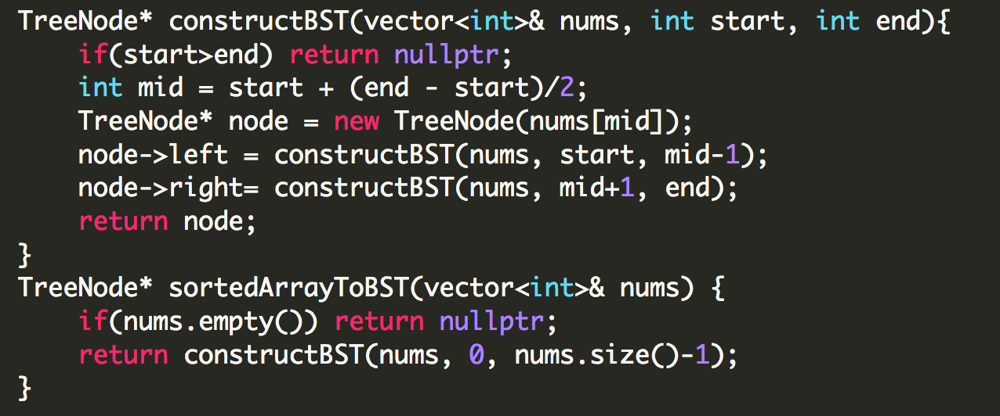 TreeNode* constructBST(vector<int>& nums, int start, int end){
    if(start>end) return nullptr;
    int mid = start + (end - start)/2;
    TreeNode* node = new TreeNode(nums[mid]);
    node->left = constructBST(nums, start, mid-1);
    node->right= constructBST(nums, mid+1, end);
    return node;
}
TreeNode* sortedArrayToBST(vector<int>& nums) {
    if(nums.empty()) return nullptr;
    return constructBST(nums, 0, nums.size()-1);
}